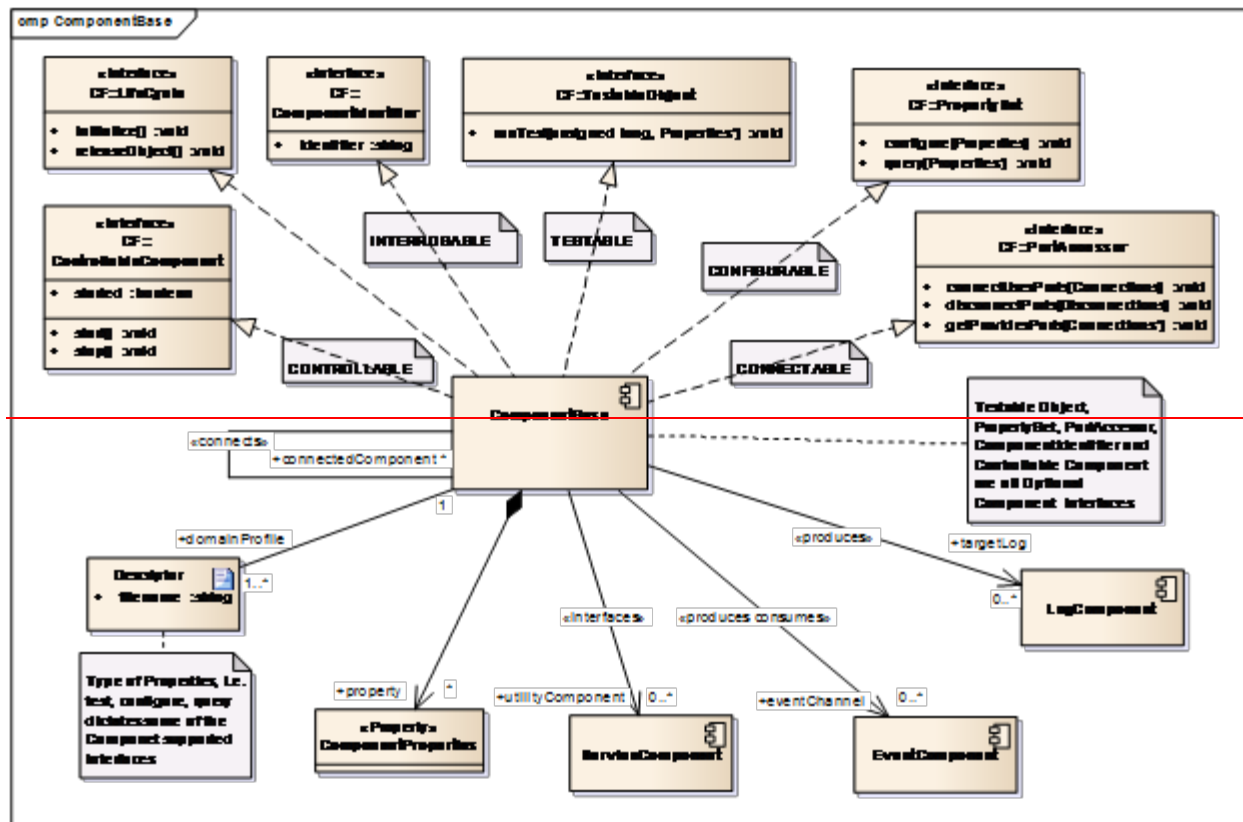 omp ComponentBase
«interface»
CF::LifeCycle
initialize() :void
releaseObject() :void
«interface»
CF::
ComponentIdentifier
identifier :string
«interface»
CF::TestableObject
runTest(unsigned long, Properties*) :void
«interface»
CF::PropertySet
configure(Properties) :void
query(Properties*) :void
«interface»
CF::
ControllableComponent
started :boolean
start() :void
stop() :void
INTERROBABLE
TESTABLE
CONFIGURABLE
«interface»
CF::PortAccessor
connectUsesPorts(Connections) :void
disconnectPorts(Disconnections) :void
getProvidesPorts(Connections*) :void
CONTROLLABLE
CONNECTABLE
ComponentBase
Testable Object,
PropertySet, PortAccessor,
ComponentIdentifier and
Controllable Component
are all Optional
Component Interfaces
«connects»
+connectedComponent *
1
+domainProfile
1..*
Descriptor
filename :string
«produces»
+targetLog
0..*
LogComponent
«interfaces»
«produces consumes»
Type of Properties, i.e.
test, configure, query
dictates some of the
Componet supported
interfaces
+property
*
+utilityComponent
0..*
+eventChannel
0..*
«Property»
ComponentProperties
ServiceComponent
EventComponent